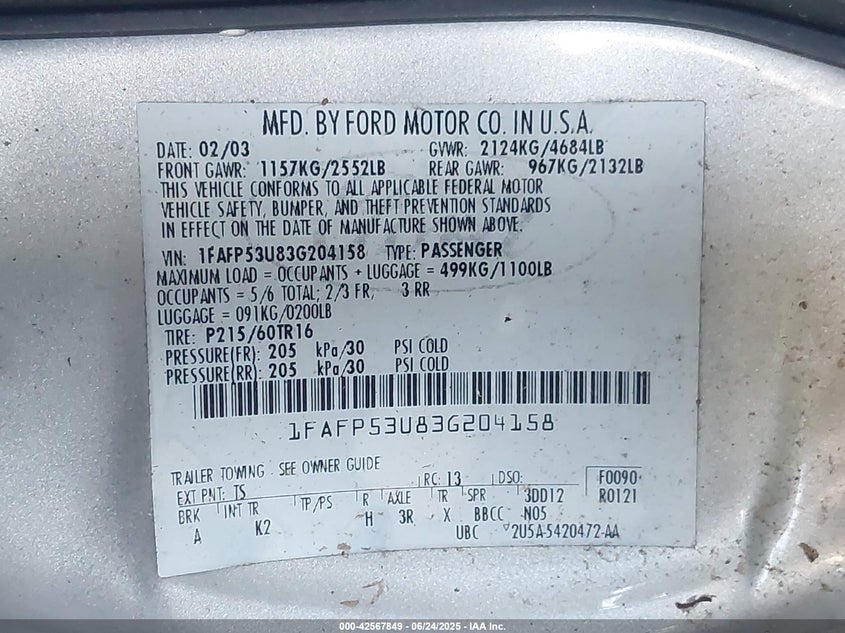 MFD. BY FORD MOTOR CO. IN U.S.A.
DATE: 02/03 GVWR: 2124KG/4684LB
FRONT GAWR: 1157KG/2552LB REAR GAWR: 967KG/2132LB
THIS VEHICLE CONFORMS TO ALL APPLICABLE FEDERAL MOTOR
VEHICLE SAFETY, BUMPER, AND THEFT PREVENTION STANDARDS
IN EFFECT ON THE DATE OF MANUFACTURE SHOWN ABOVE.
VIN: 1FAFP53U83G204158 TYPE: PASSENGER
MAXIMUM LOAD = OCCUPANTS + LUGGAGE = 499KG/1100LB
OCCUPANTS = 5/6 TOTAL; 2/3 FR, 3 RR
LUGGAGE = 091KG/0200LB
TIRE: P215/60TR16
PRESSURE(FR): 205 kPa/30 PSI COLD
PRESSURE(RR): 205 kPa/30 PSI COLD
1FAFP53U83G204158
TRAILER TOWING SEE OWNER GUIDE
EXT PNT: TS RC: 13 DSO: F0090
BRK INT TR TP/PS R AXLE TR SPR 3DD12 R0121
A K2 H 3R X BBCC N05
UBC 2U5A-5420472-AA
000-42567849 - 06/24/2025 - IAA Inc.